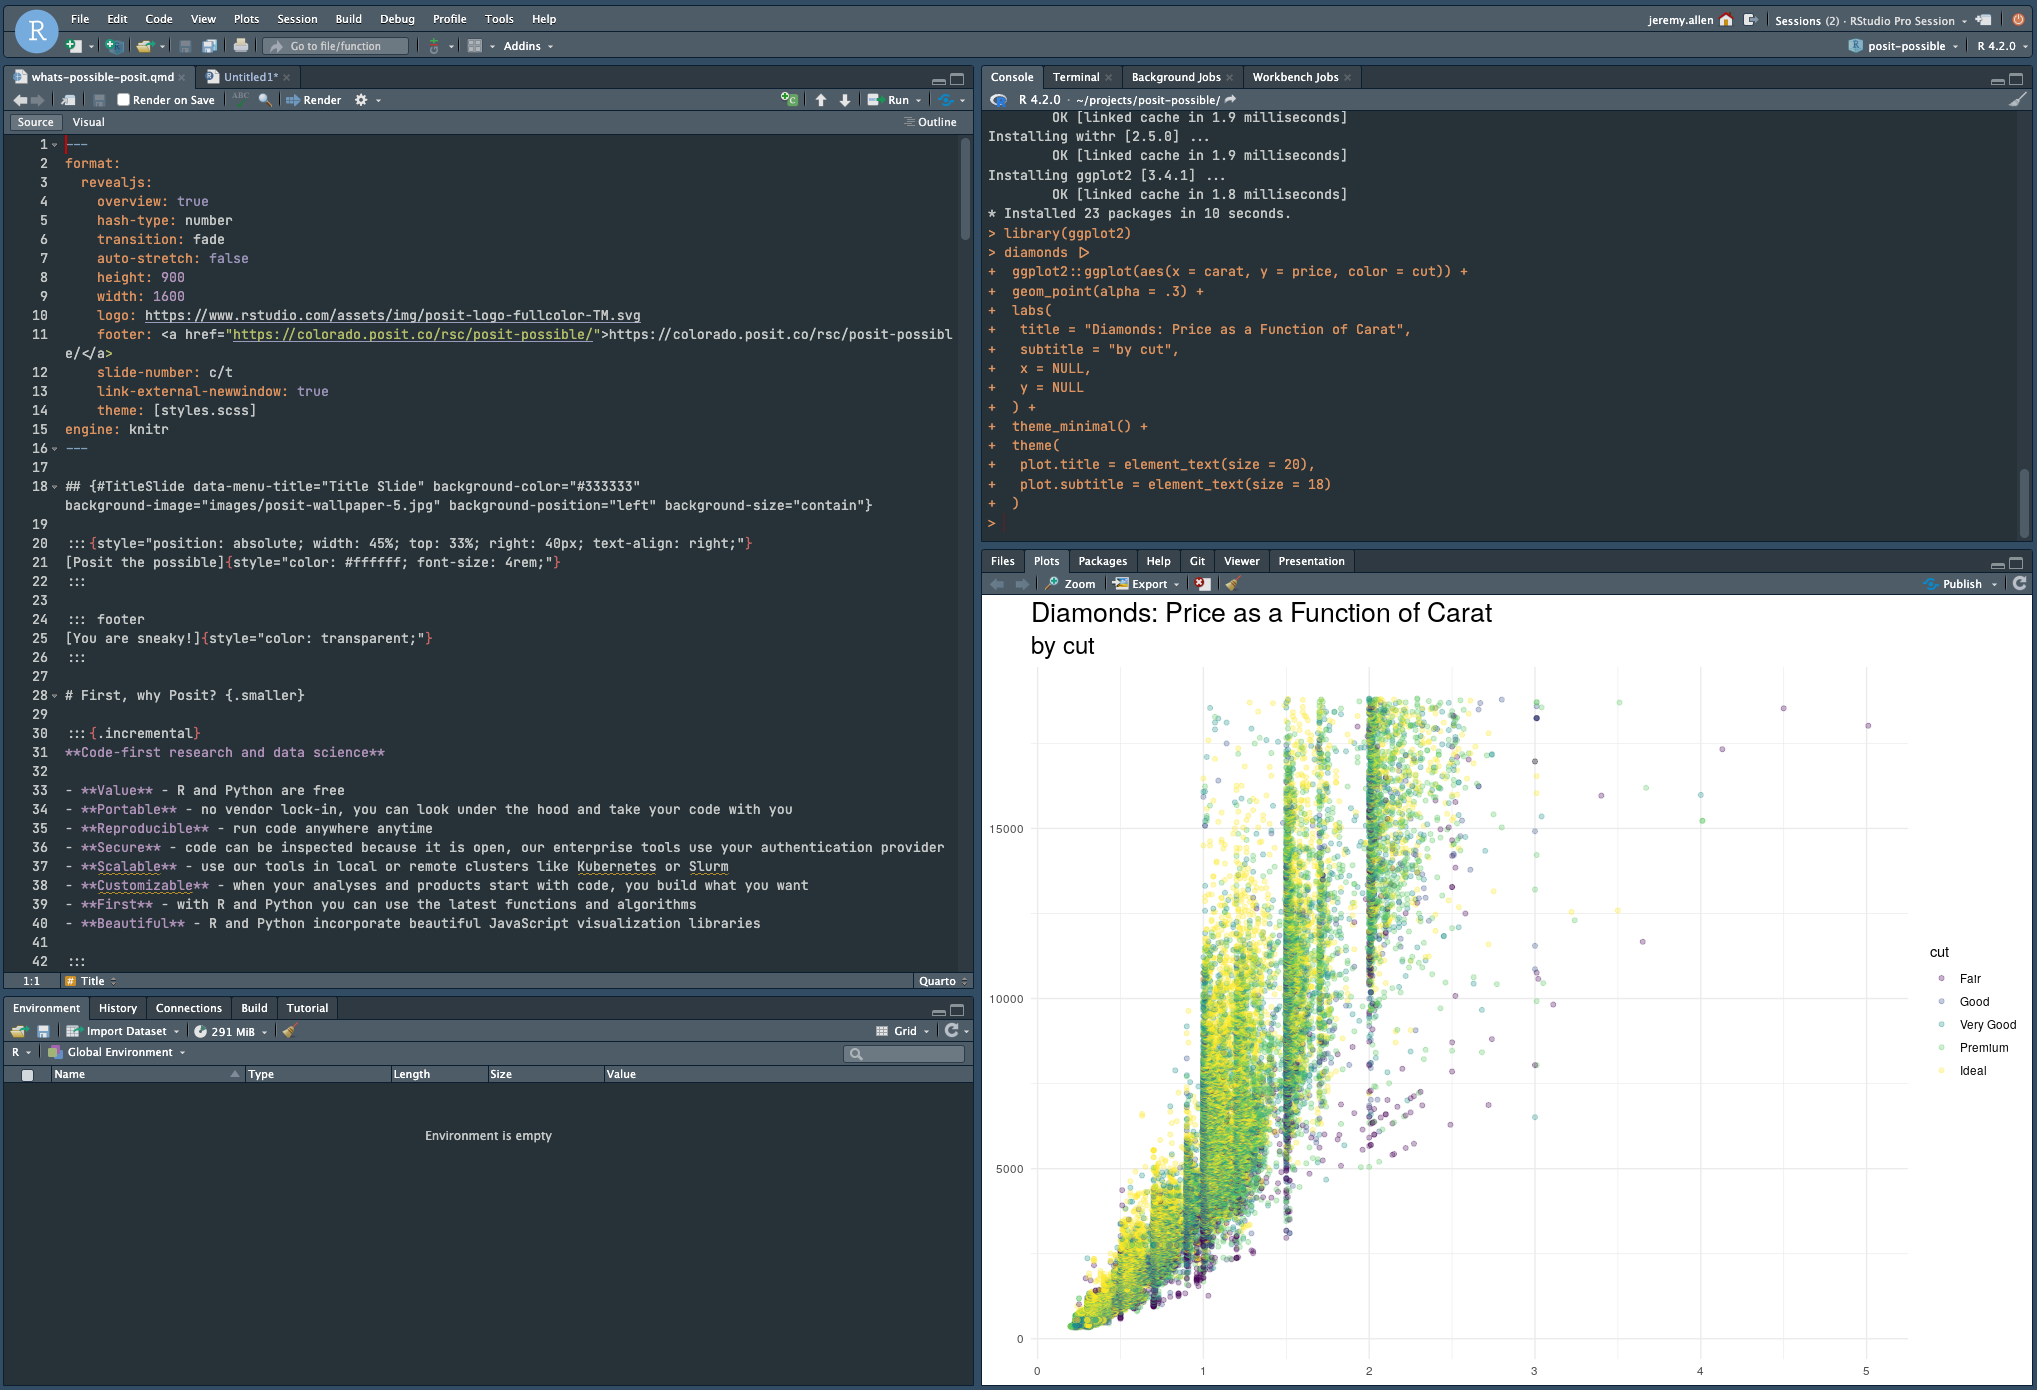 R
File Edit Code View Plots Session Build Debug Profile Tools Help
jeremy.allen Sessions (2) · RStudio Pro Session
Go to file/function Addins
posit-possible R 4.2.0
whats-possible-posit.qmd Untitled1*
Render on Save ABC Render Run
Source Visual Outline
1 ---
2 format:
3 revealjs:
4 overview: true
5 hash-type: number
6 transition: fade
7 auto-stretch: false
8 height: 900
9 width: 1600
10 logo: https://www.rstudio.com/assets/img/posit-logo-fullcolor-TM.svg
11 footer: <a href="https://colorado.posit.co/rsc/posit-possible/">https://colorado.posit.co/rsc/posit-possibl
e/</a>
12 slide-number: c/t
13 link-external-newwindow: true
14 theme: [styles.scss]
15 engine: knitr
16 ---
17
18 ## {#TitleSlide data-menu-title="Title Slide" background-color="#333333"
background-image="images/posit-wallpaper-5.jpg" background-position="left" background-size="contain"}
19
20 :::{style="position: absolute; width: 45%; top: 33%; right: 40px; text-align: right;"}
21 [Posit the possible]{style="color: #ffffff; font-size: 4rem;"}
22 :::
23
24 ::: footer
25 [You are sneaky!]{style="color: transparent;"}
26 :::
27
28 # First, why Posit? {.smaller}
29
30 :::{.incremental}
31 **Code-first research and data science**
32
33 - **Value** - R and Python are free
34 - **Portable** - no vendor lock-in, you can look under the hood and take your code with you
35 - **Reproducible** - run code anywhere anytime
36 - **Secure** - code can be inspected because it is open, our enterprise tools use your authentication provider
37 - **Scalable** - use our tools in local or remote clusters like Kubernetes or Slurm
38 - **Customizable** - when your analyses and products start with code, you build what you want
39 - **First** - with R and Python you can use the latest functions and algorithms
40 - **Beautiful** - R and Python incorporate beautiful JavaScript visualization libraries
41
42 :::
1:1 # Title Quarto
Environment History Connections Build Tutorial
Import Dataset 291 MiB Grid
R Global Environment
Name Type Length Size Value
Environment is empty
Console Terminal Background Jobs Workbench Jobs
R 4.2.0 · ~/projects/posit-possible/
OK [linked cache in 1.9 milliseconds]
Installing withr [2.5.0] ...
OK [linked cache in 1.9 milliseconds]
Installing ggplot2 [3.4.1] ...
OK [linked cache in 1.8 milliseconds]
* Installed 23 packages in 10 seconds.
> library(ggplot2)
> diamonds |>
+ ggplot2::ggplot(aes(x = carat, y = price, color = cut)) +
+ geom_point(alpha = .3) +
+ labs(
+ title = "Diamonds: Price as a Function of Carat",
+ subtitle = "by cut",
+ x = NULL,
+ y = NULL
+ ) +
+ theme_minimal() +
+ theme(
+ plot.title = element_text(size = 20),
+ plot.subtitle = element_text(size = 18)
+ )
>
Files Plots Packages Help Git Viewer Presentation
Zoom Export Publish
Diamonds: Price as a Function of Carat
by cut
15000
10000
5000
0
0 1 2 3 4 5
cut
Fair
Good
Very Good
Premium
Ideal